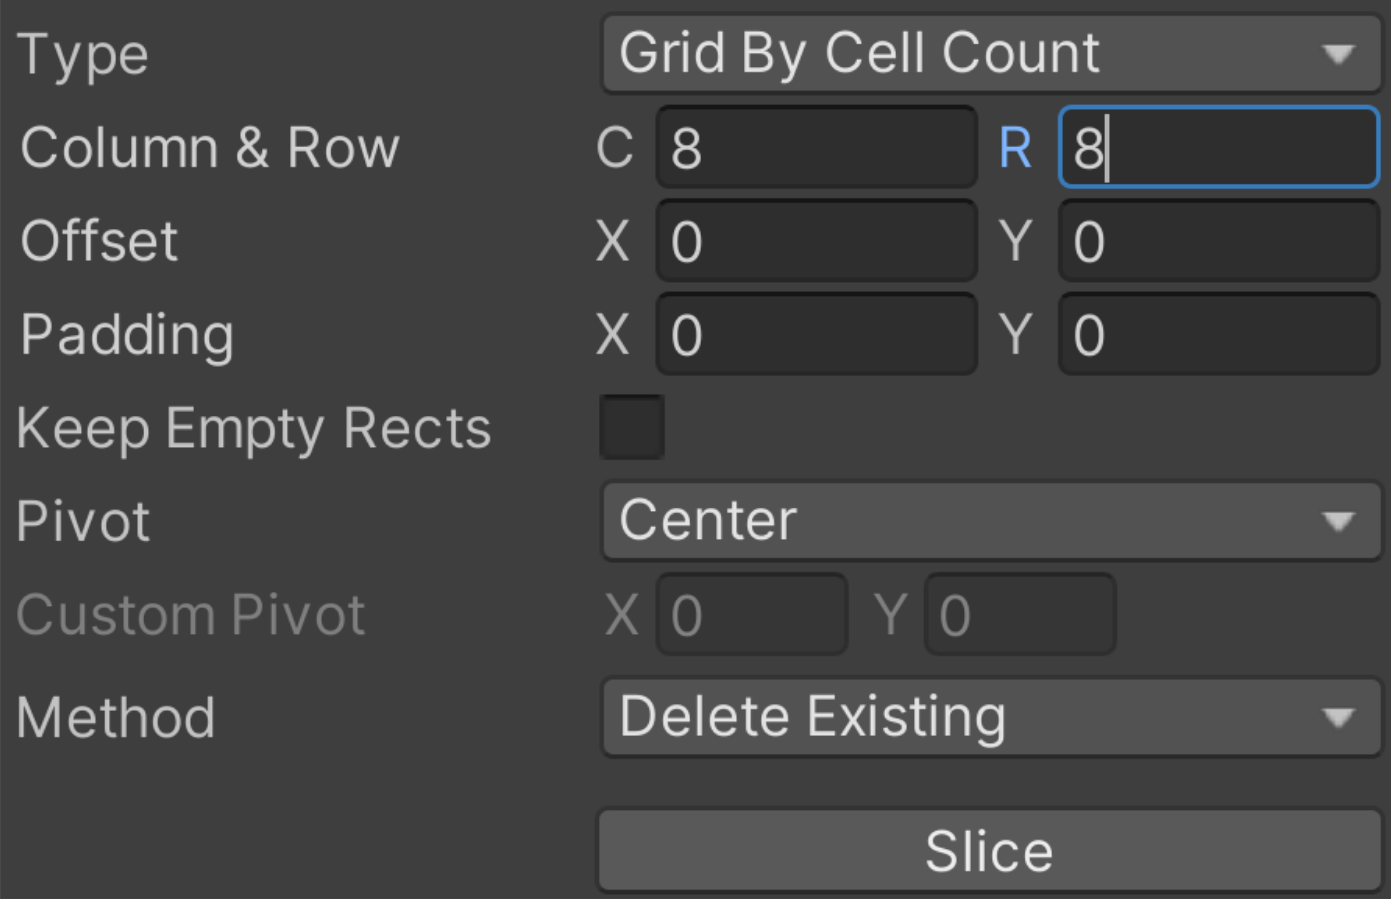 Type Grid By Cell Count
Column & Row C 8 R 8
Offset X 0 Y 0
Padding X 0 Y 0
Keep Empty Rects
Pivot Center
Custom Pivot X 0 Y 0
Method Delete Existing
Slice